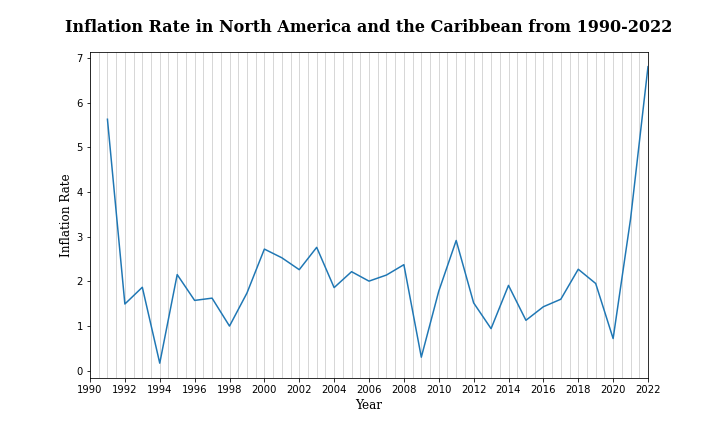 Inflation Rate in North America and the Caribbean from 1990-2022
7
6
5
4
3
2
1
0
Inflation Rate
1990 1992 1994 1996 1998 2000 2002 2004 2006 2008 2010 2012 2014 2016 2018 2020 2022
Year